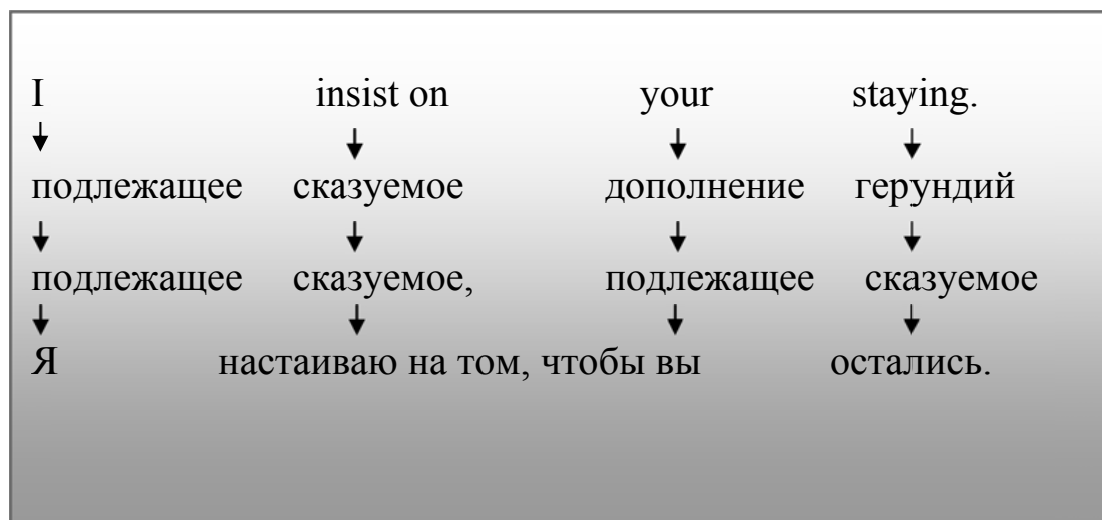 I insist on your staying.
подлежащее сказуемое дополнение герундий
подлежащее сказуемое, подлежащее сказуемое
Я настаиваю на том, чтобы вы остались.